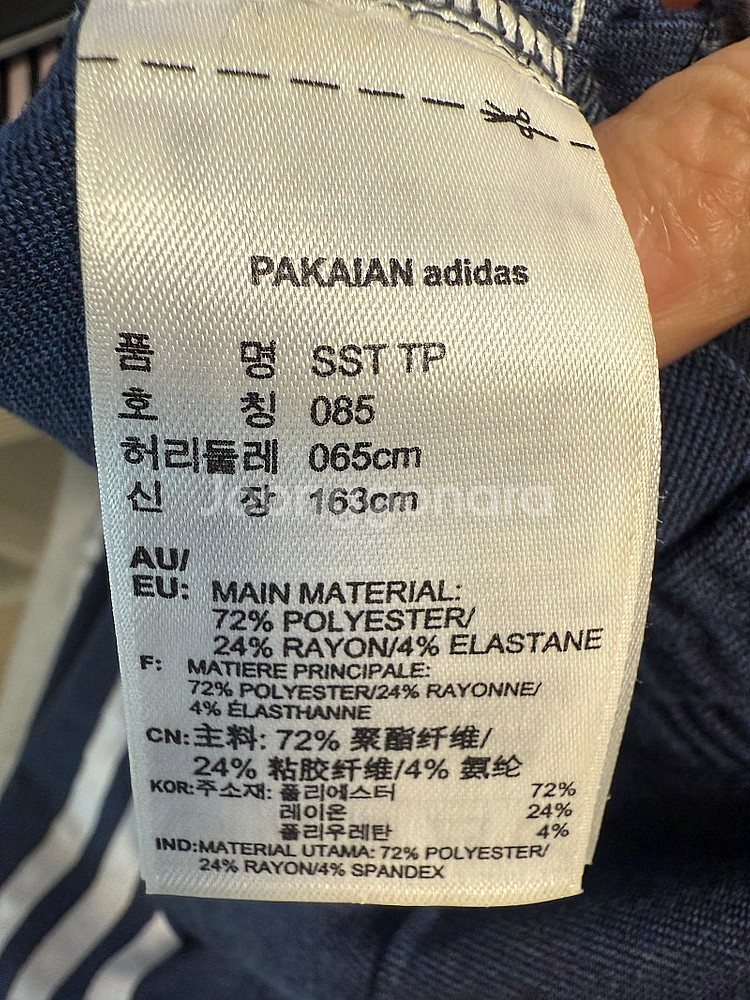 PAKAIAN adidas
품 명 SST TP
호 칭 085
허리둘레 065cm
신 장 163cm
Joonggonara
AU/
EU: MAIN MATERIAL:
72% POLYESTER/
24% RAYON/4% ELASTANE
F: MATIERE PRINCIPALE:
72% POLYESTER/24% RAYONNE/
4% ÉLASTHANNE
CN:主料: 72% 聚酯纤维/
24% 粘胶纤维/4% 氨纶
KOR:주소재: 폴리에스터 72%
레이온 24%
폴리우레탄 4%
IND:MATERIAL UTAMA: 72% POLYESTER/
24% RAYON/4% SPANDEX